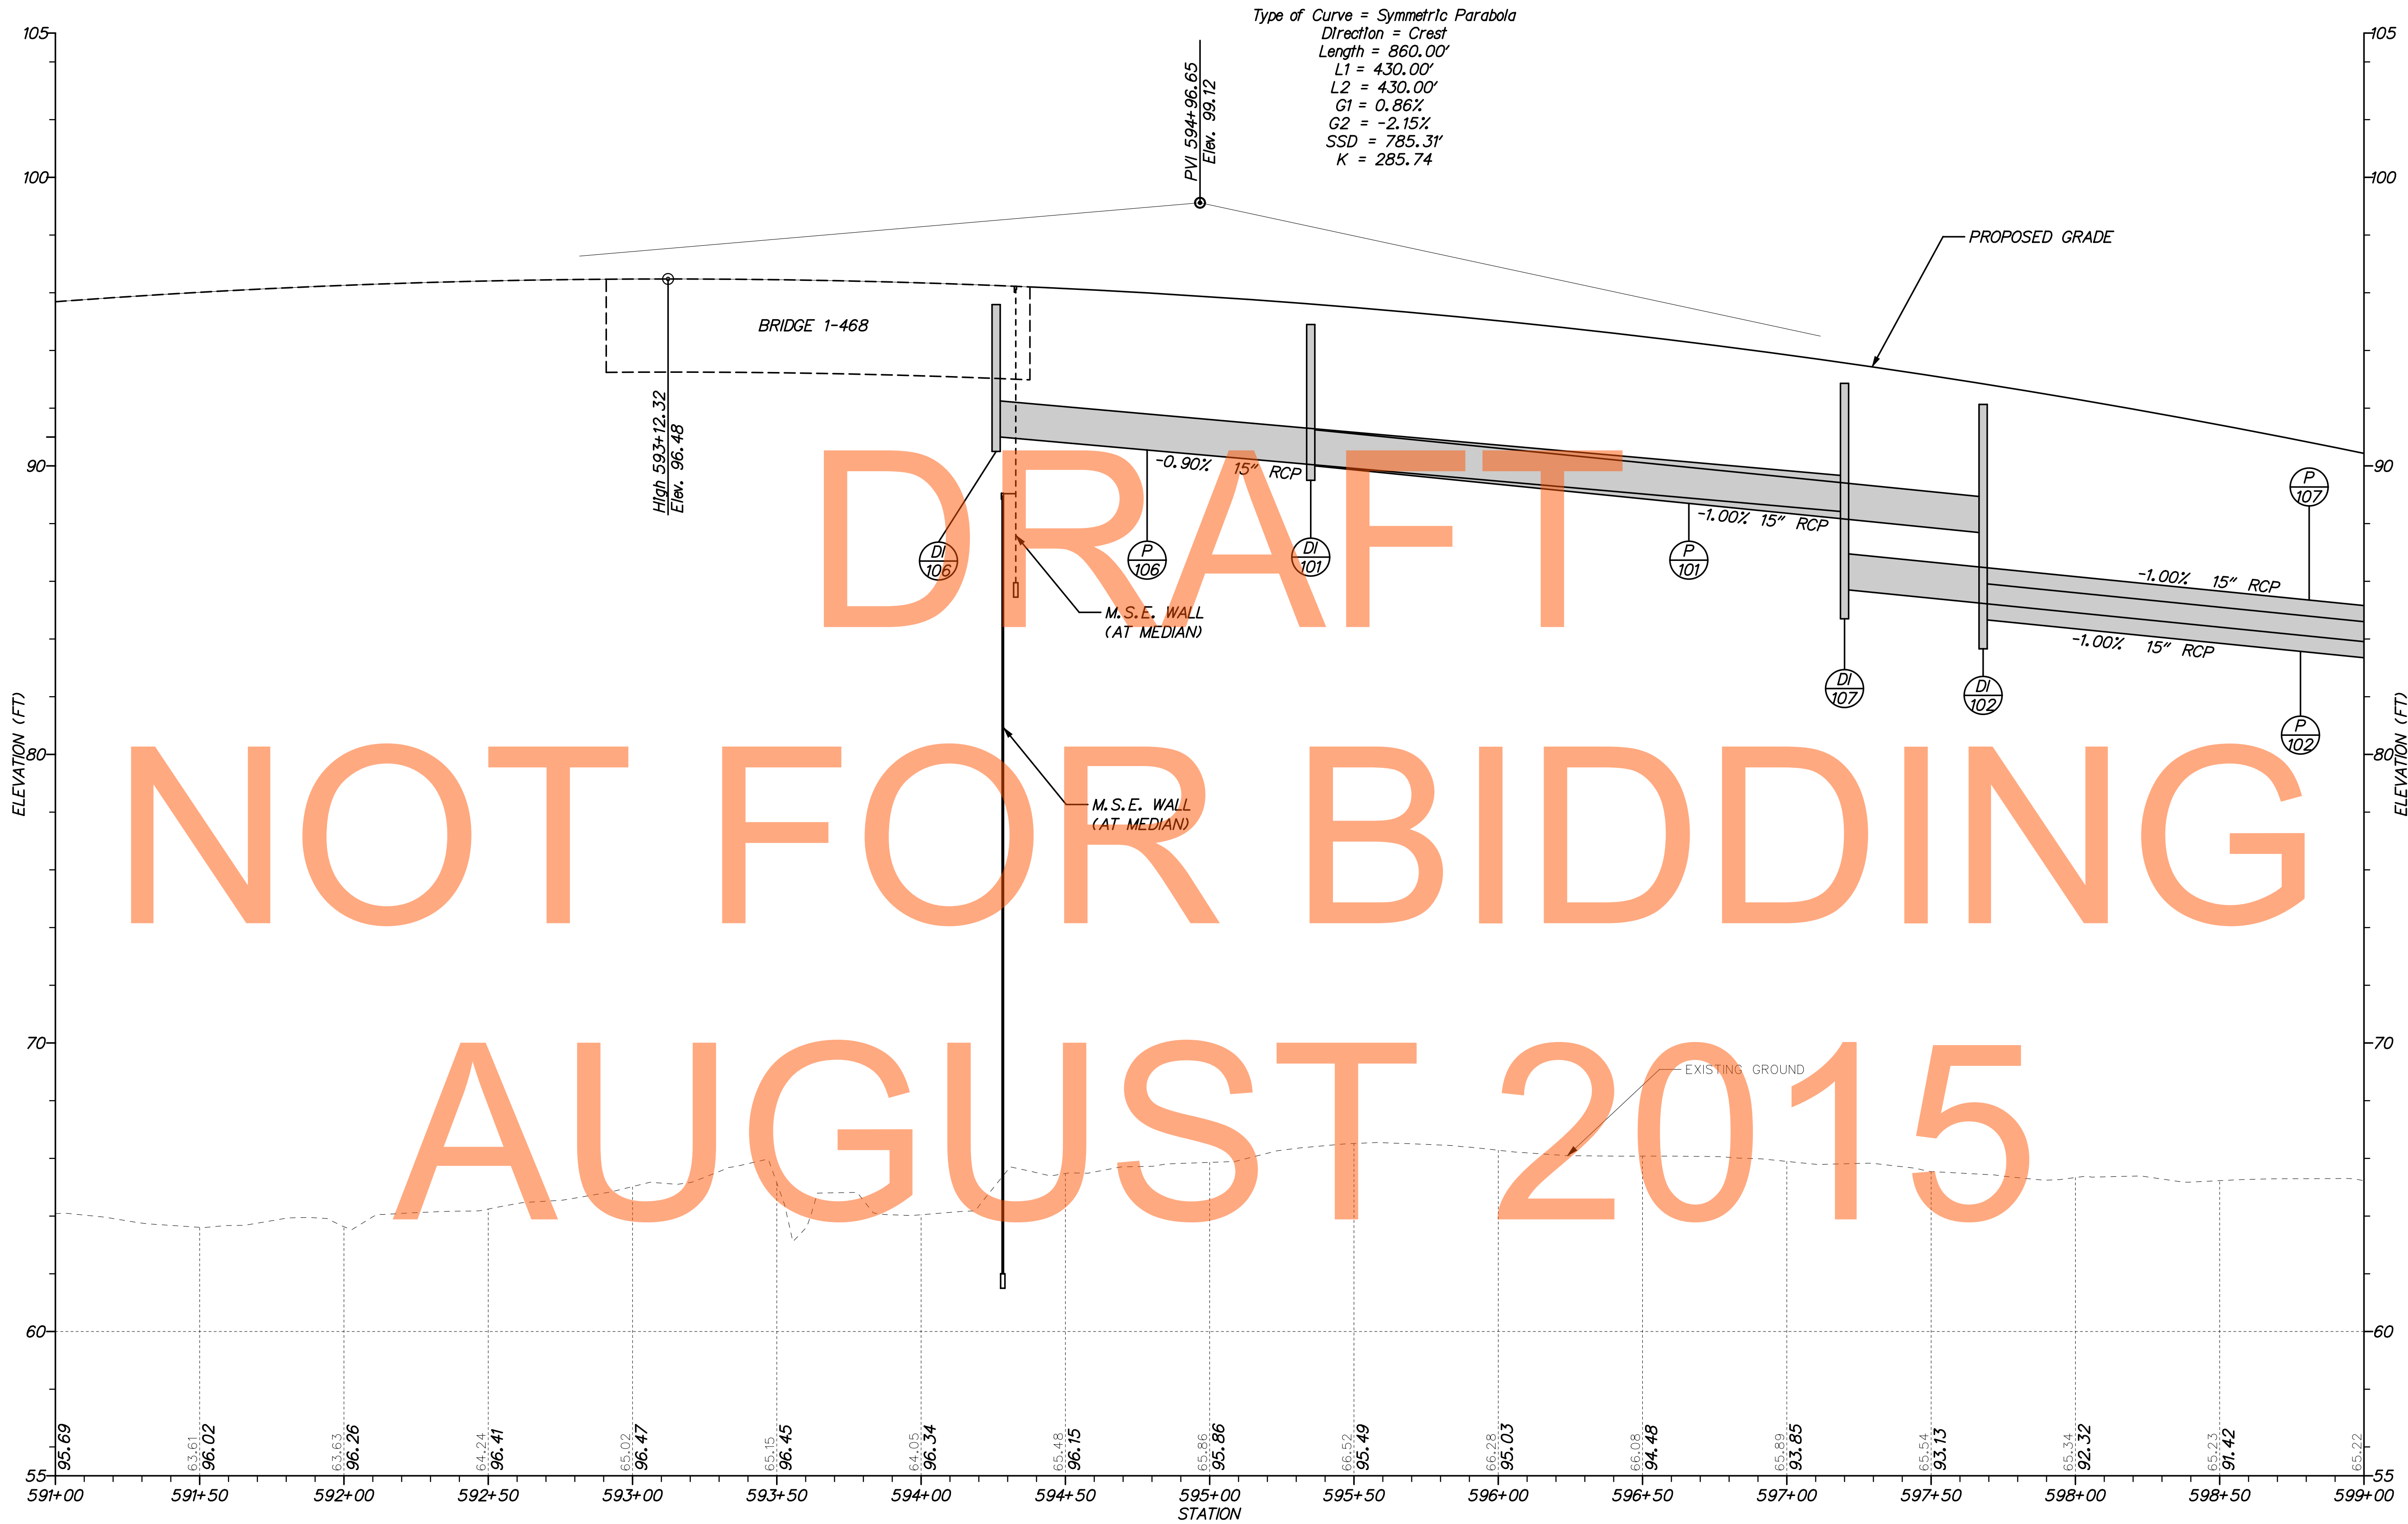 Type of Curve = Symmetric Parabola
Direction = Crest
Length = 860.00'
L1 = 430.00'
L2 = 430.00'
G1 = 0.86%
G2 = -2.15%
SSD = 785.31'
K = 285.74
PVI 594+96.65
Elev. 99.12
105
105
100
100
PROPOSED GRADE
BRIDGE 1-468
High 593+12.32
Elev. 96.48
90
90
-0.90% 15" RCP
-1.00% 15" RCP
P
107
DI
106
P
106
DI
101
P
101
-1.00% 15" RCP
M.S.E. WALL
(AT MEDIAN)
-1.00% 15" RCP
DI
107
DI
102
P
102
DRAFT
ELEVATION (FT)
ELEVATION (FT)
80
80
M.S.E. WALL
(AT MEDIAN)
NOT FOR BIDDING
70
70
EXISTING GROUND
AUGUST 2015
60
60
95.69
63.61
96.02
63.63
96.26
64.24
96.41
65.02
96.47
65.15
96.45
64.05
96.34
65.48
96.15
65.86
95.86
66.52
95.49
66.28
95.03
66.08
94.48
65.89
93.85
65.54
93.13
65.34
92.32
65.23
91.42
65.22
55
55
591+00 591+50 592+00 592+50 593+00 593+50 594+00 594+50 595+00 595+50 596+00 596+50 597+00 597+50 598+00 598+50 599+00
STATION